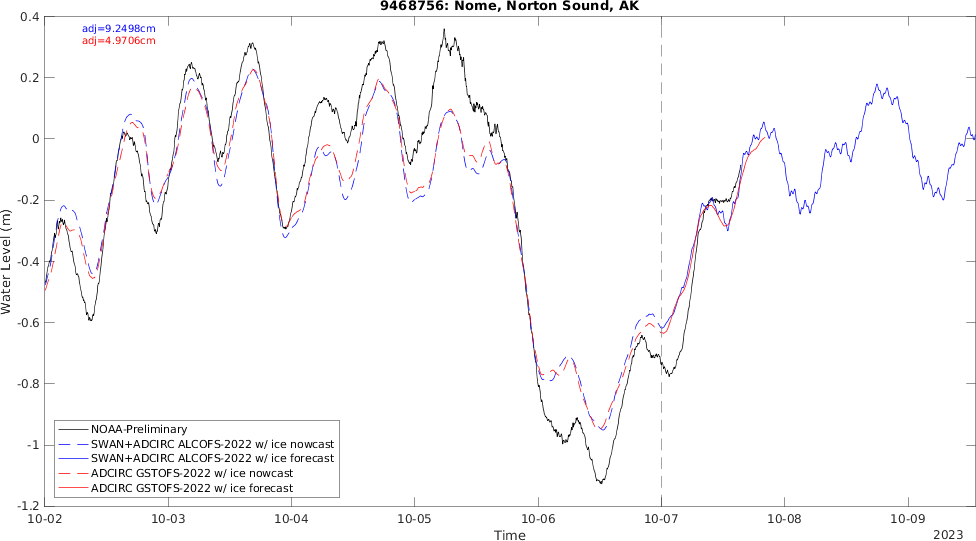 9468756: Nome, Norton Sound, AK
adj=9.2498cm
adj=4.9706cm
0.4
0.2
0
-0.2
-0.4
-0.6
-0.8
-1
-1.2
Water Level (m)
NOAA-Preliminary
SWAN+ADCIRC ALCOFS-2022 w/ ice nowcast
SWAN+ADCIRC ALCOFS-2022 w/ ice forecast
ADCIRC GSTOFS-2022 w/ ice nowcast
ADCIRC GSTOFS-2022 w/ ice forecast
10-02 10-03 10-04 10-05 10-06 10-07 10-08 10-09
Time
2023